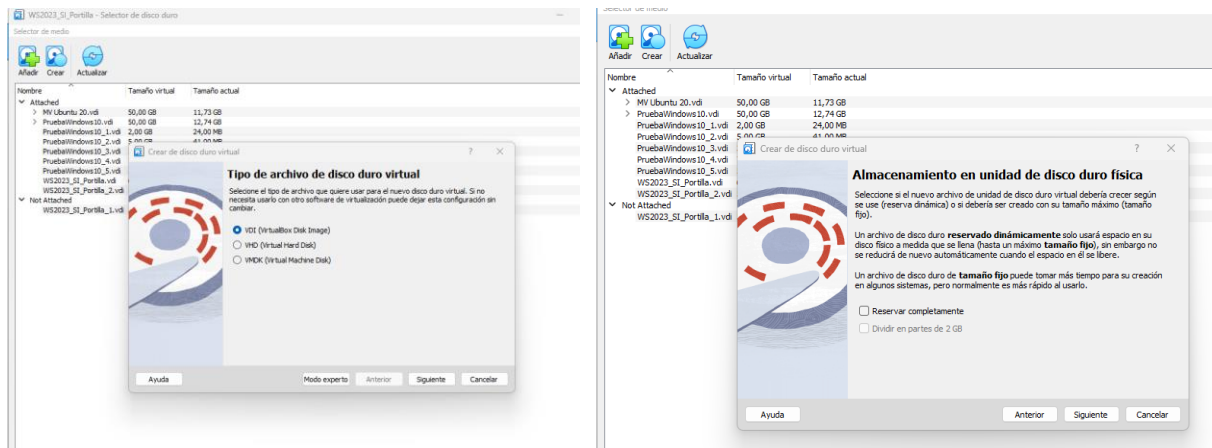 WS2023_SI_Portilla - Selector de disco duro
Selector de medio
Añadir Crear Actualizar
Nombre Tamaño virtual Tamaño actual
Attached
MV Ubuntu 20.vdi 50,00 GB 11,73 GB
PruebaWindows10.vdi 50,00 GB 12,74 GB
PruebaWindows10_1.vdi 2,00 GB 24,00 MB
PruebaWindows10_2.vdi 5,00 GB 41,00 MB
PruebaWindows10_3.vdi
PruebaWindows10_4.vdi
PruebaWindows10_5.vdi
WS2023_SI_Portilla.vdi
WS2023_SI_Portilla_2.vdi
Not Attached
WS2023_SI_Portilla_1.vdi
Crear de disco duro virtual
Tipo de archivo de disco duro virtual
Seleccione el tipo de archivo que quiere usar para el nuevo disco duro virtual. Si no
necesita usarlo con otro software de virtualización puede dejar esta configuración sin
cambiar.
VDI (VirtualBox Disk Image)
VHD (Virtual Hard Disk)
VMDK (Virtual Machine Disk)
Ayuda Modo experto Anterior Siguiente Cancelar
Selector de medio
Añadir Crear Actualizar
Nombre Tamaño virtual Tamaño actual
Attached
MV Ubuntu 20.vdi 50,00 GB 11,73 GB
PruebaWindows10.vdi 50,00 GB 12,74 GB
PruebaWindows10_1.vdi 2,00 GB 24,00 MB
PruebaWindows10_2.vdi 5,00 GB 41,00 MB
PruebaWindows10_3.vdi
PruebaWindows10_4.vdi
PruebaWindows10_5.vdi
WS2023_SI_Portilla.vdi
WS2023_SI_Portilla_2.vdi
Not Attached
WS2023_SI_Portilla_1.vdi
Crear de disco duro virtual
Almacenamiento en unidad de disco duro física
Seleccione si el nuevo archivo de unidad de disco duro virtual debería crecer según
se use (reserva dinámica) o si debería ser creado con su tamaño máximo (tamaño
fijo).
Un archivo de disco duro reservado dinámicamente solo usará espacio en su
disco físico a medida que se llena (hasta un máximo tamaño fijo), sin embargo no
se reducirá de nuevo automáticamente cuando el espacio en él se libere.
Un archivo de disco duro de tamaño fijo puede tomar más tiempo para su creación
en algunos sistemas, pero normalmente es más rápido al usarlo.
Reservar completamente
Dividir en partes de 2 GB
Ayuda Anterior Siguiente Cancelar